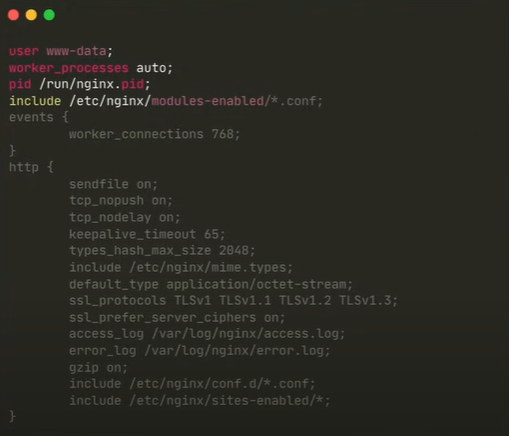 user www-data;
worker_processes auto;
pid /run/nginx.pid;
include /etc/nginx/modules-enabled/*.conf;
events {
        worker_connections 768;
}
http {
        sendfile on;
        tcp_nopush on;
        tcp_nodelay on;
        keepalive_timeout 65;
        types_hash_max_size 2048;
        include /etc/nginx/mime.types;
        default_type application/octet-stream;
        ssl_protocols TLSv1 TLSv1.1 TLSv1.2 TLSv1.3;
        ssl_prefer_server_ciphers on;
        access_log /var/log/nginx/access.log;
        error_log /var/log/nginx/error.log;
        gzip on;
        include /etc/nginx/conf.d/*.conf;
        include /etc/nginx/sites-enabled/*;
}